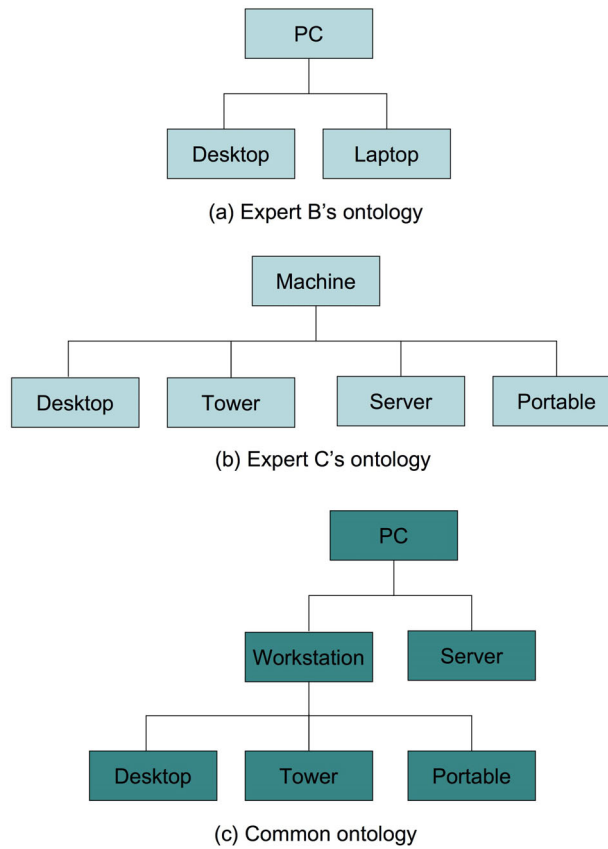 PC
Desktop
Laptop
(a) Expert B’s ontology
Machine
Desktop
Tower
Server
Portable
(b) Expert C’s ontology
PC
Workstation
Server
Desktop
Tower
Portable
(c) Common ontology